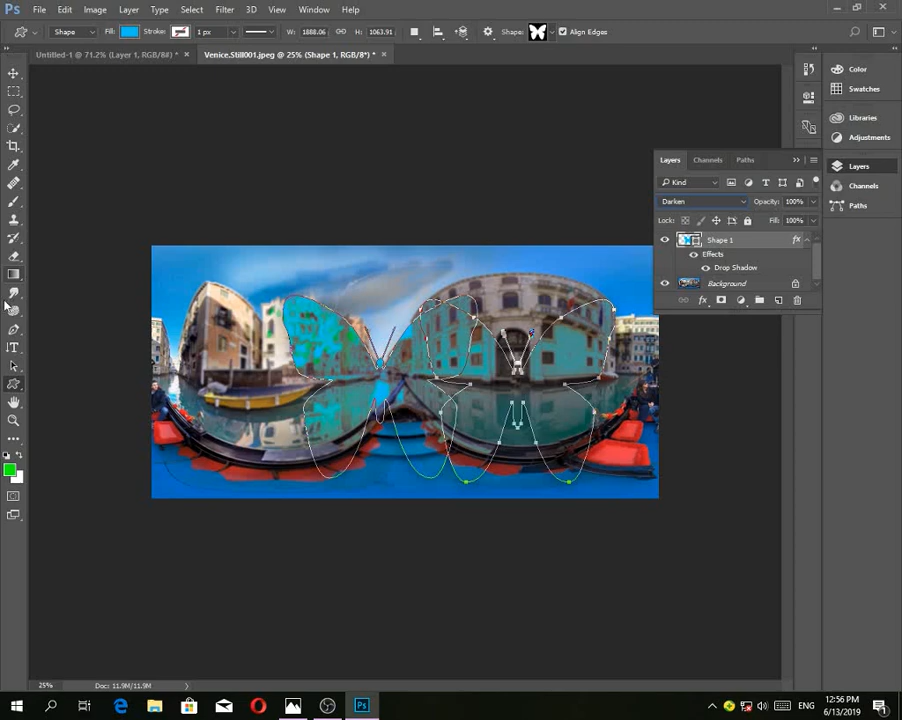 Ps File Edit Image Layer Type Select Filter 3D View Window Help
Shape Fill: Stroke: 1 px W: 1888.06 H: 1063.91 Shape: Align Edges
Untitled-1 @ 71.2% (Layer 1, RGB/8#) * × Venice.Still001.jpeg @ 25% (Shape 1, RGB/8*) * ×
Color
Swatches
Libraries
Adjustments
Layers
Channels
Paths
Layers Channels Paths
Kind
Darken Opacity: 100%
Lock: Fill: 100%
Shape 1 fx
Effects
Drop Shadow
Background
fx
25% Doc: 11.9M/11.9M
Ps ENG 12:56 PM
6/13/2019 1